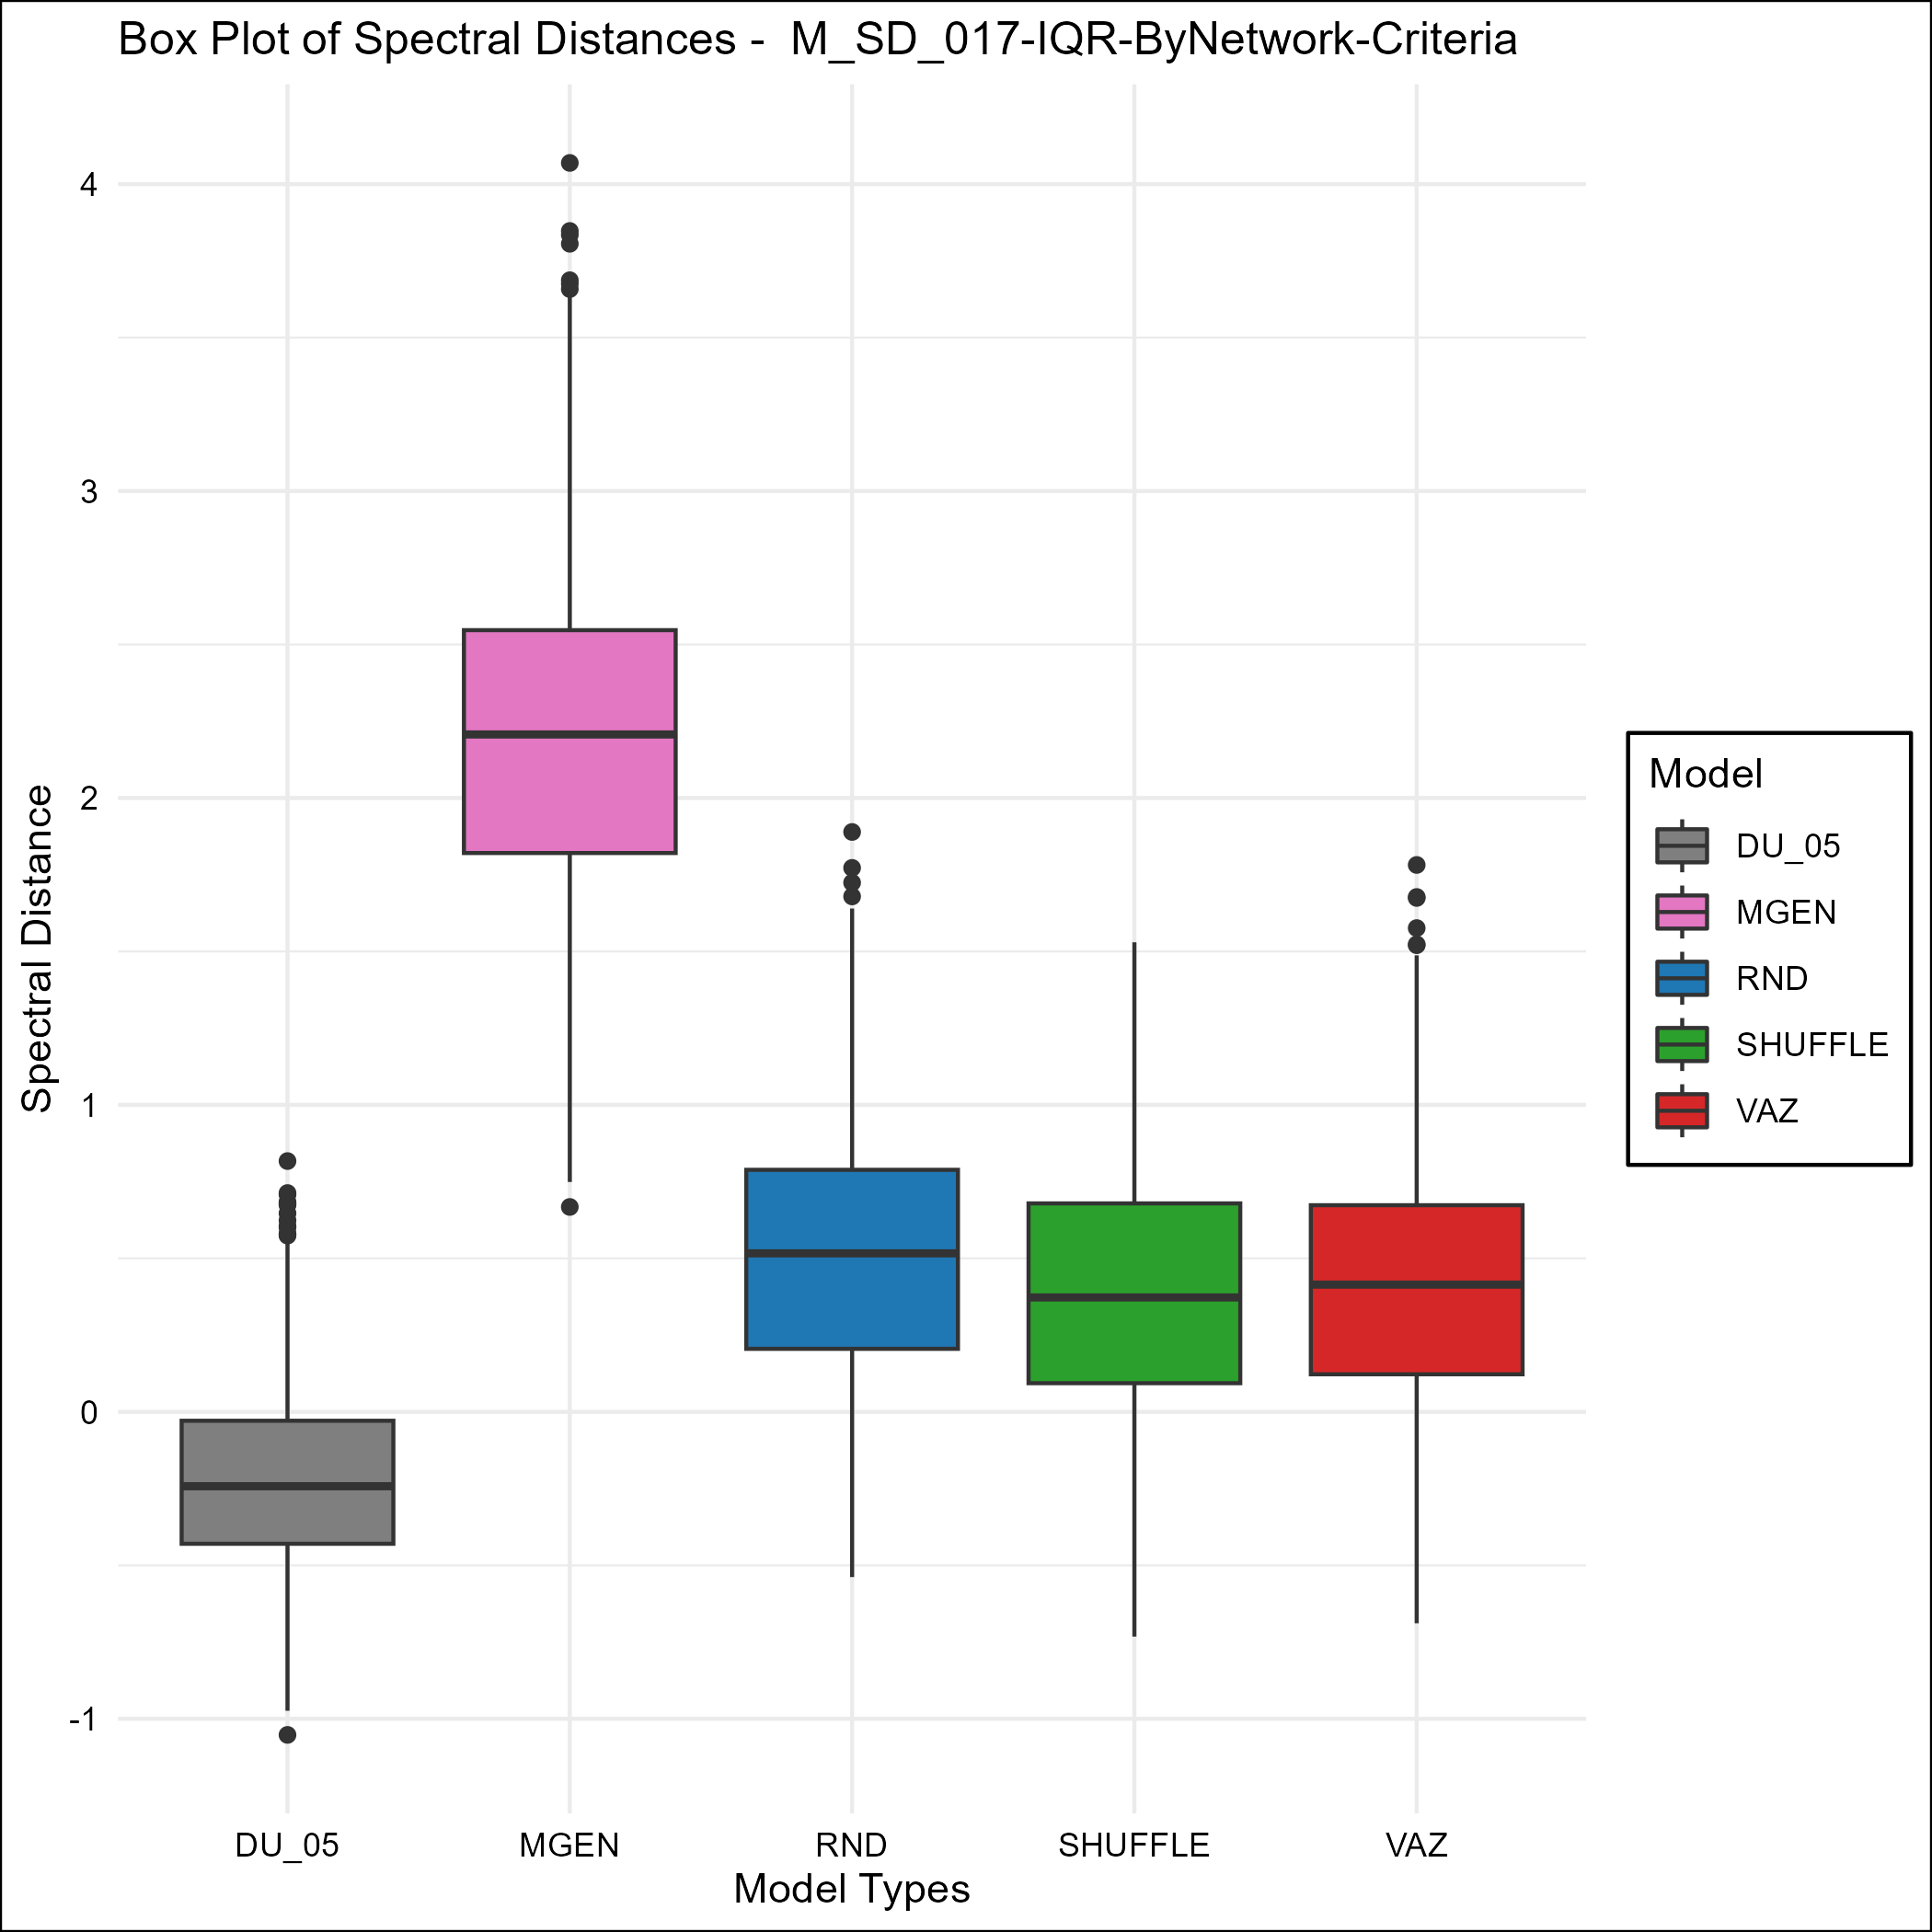 Box Plot of Spectral Distances -  M_SD_017-IQR-ByNetwork-Criteria
Spectral Distance
4
3
2
1
0
-1
DU_05
MGEN
RND
SHUFFLE
VAZ
Model Types
Model
DU_05
MGEN
RND
SHUFFLE
VAZ